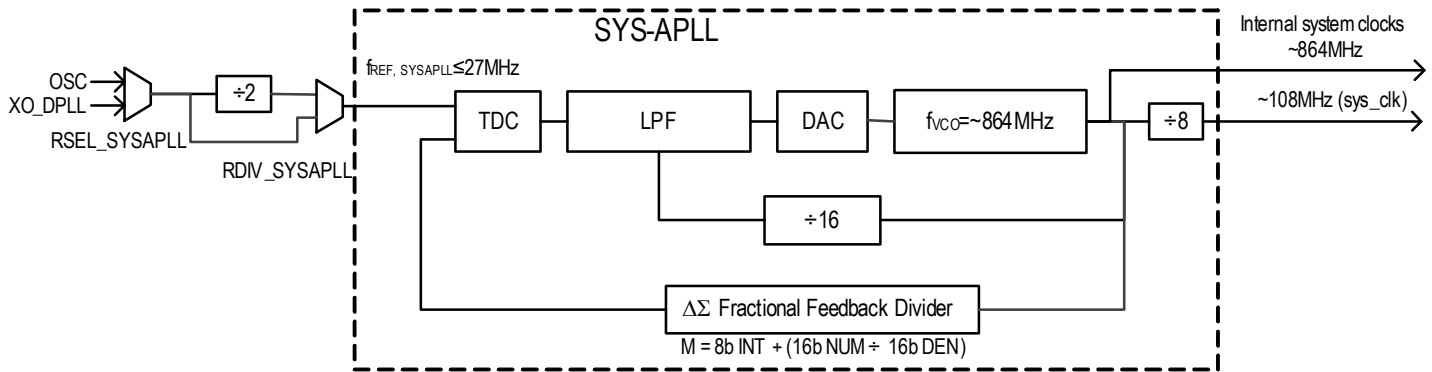 SYS-APLL
Internal system clocks
~864MHz
fREF, SYSAPLL≤27MHz
OSC
XO_DPLL
÷2
RSEL_SYSAPLL
RDIV_SYSAPLL
TDC
LPF
DAC
fVCO=~864MHz
÷8
~108MHz (sys_clk)
÷16
ΔΣ Fractional Feedback Divider
M = 8b INT + (16b NUM ÷ 16b DEN)